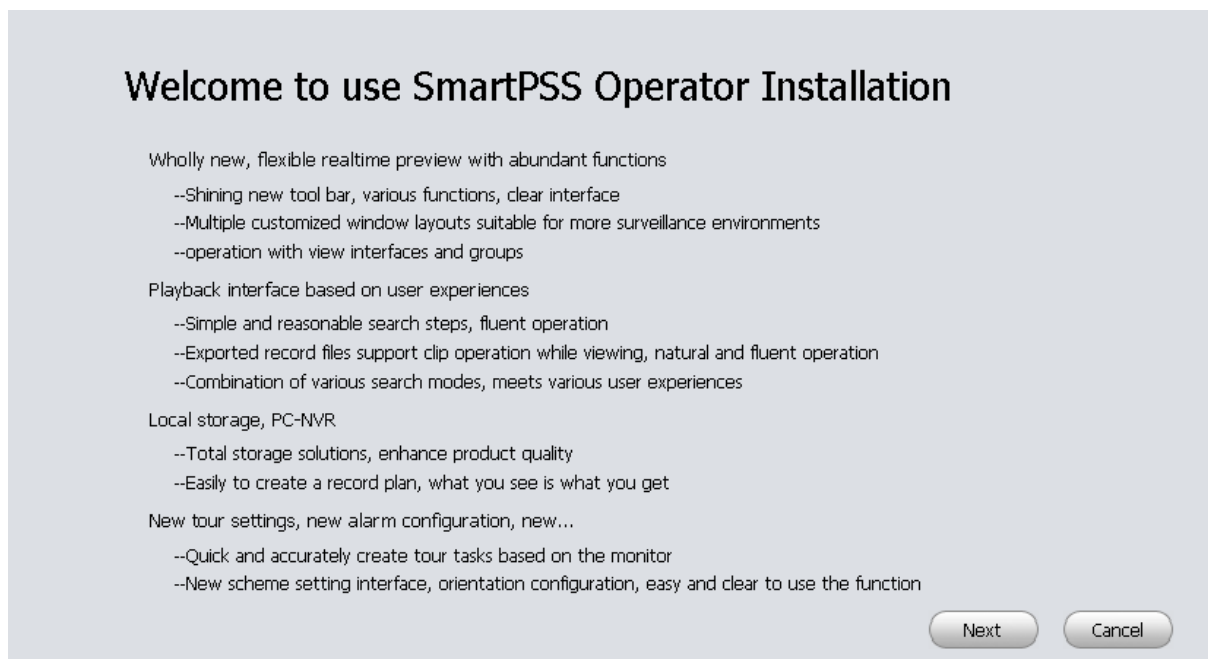 Welcome to use SmartPSS Operator Installation
Wholly new, flexible realtime preview with abundant functions
--Shining new tool bar, various functions, clear interface
--Multiple customized window layouts suitable for more surveillance environments
--operation with view interfaces and groups
Playback interface based on user experiences
--Simple and reasonable search steps, fluent operation
--Exported record files support clip operation while viewing, natural and fluent operation
--Combination of various search modes, meets various user experiences
Local storage, PC-NVR
--Total storage solutions, enhance product quality
--Easily to create a record plan, what you see is what you get
New tour settings, new alarm configuration, new...
--Quick and accurately create tour tasks based on the monitor
--New scheme setting interface, orientation configuration, easy and clear to use the function
Next Cancel